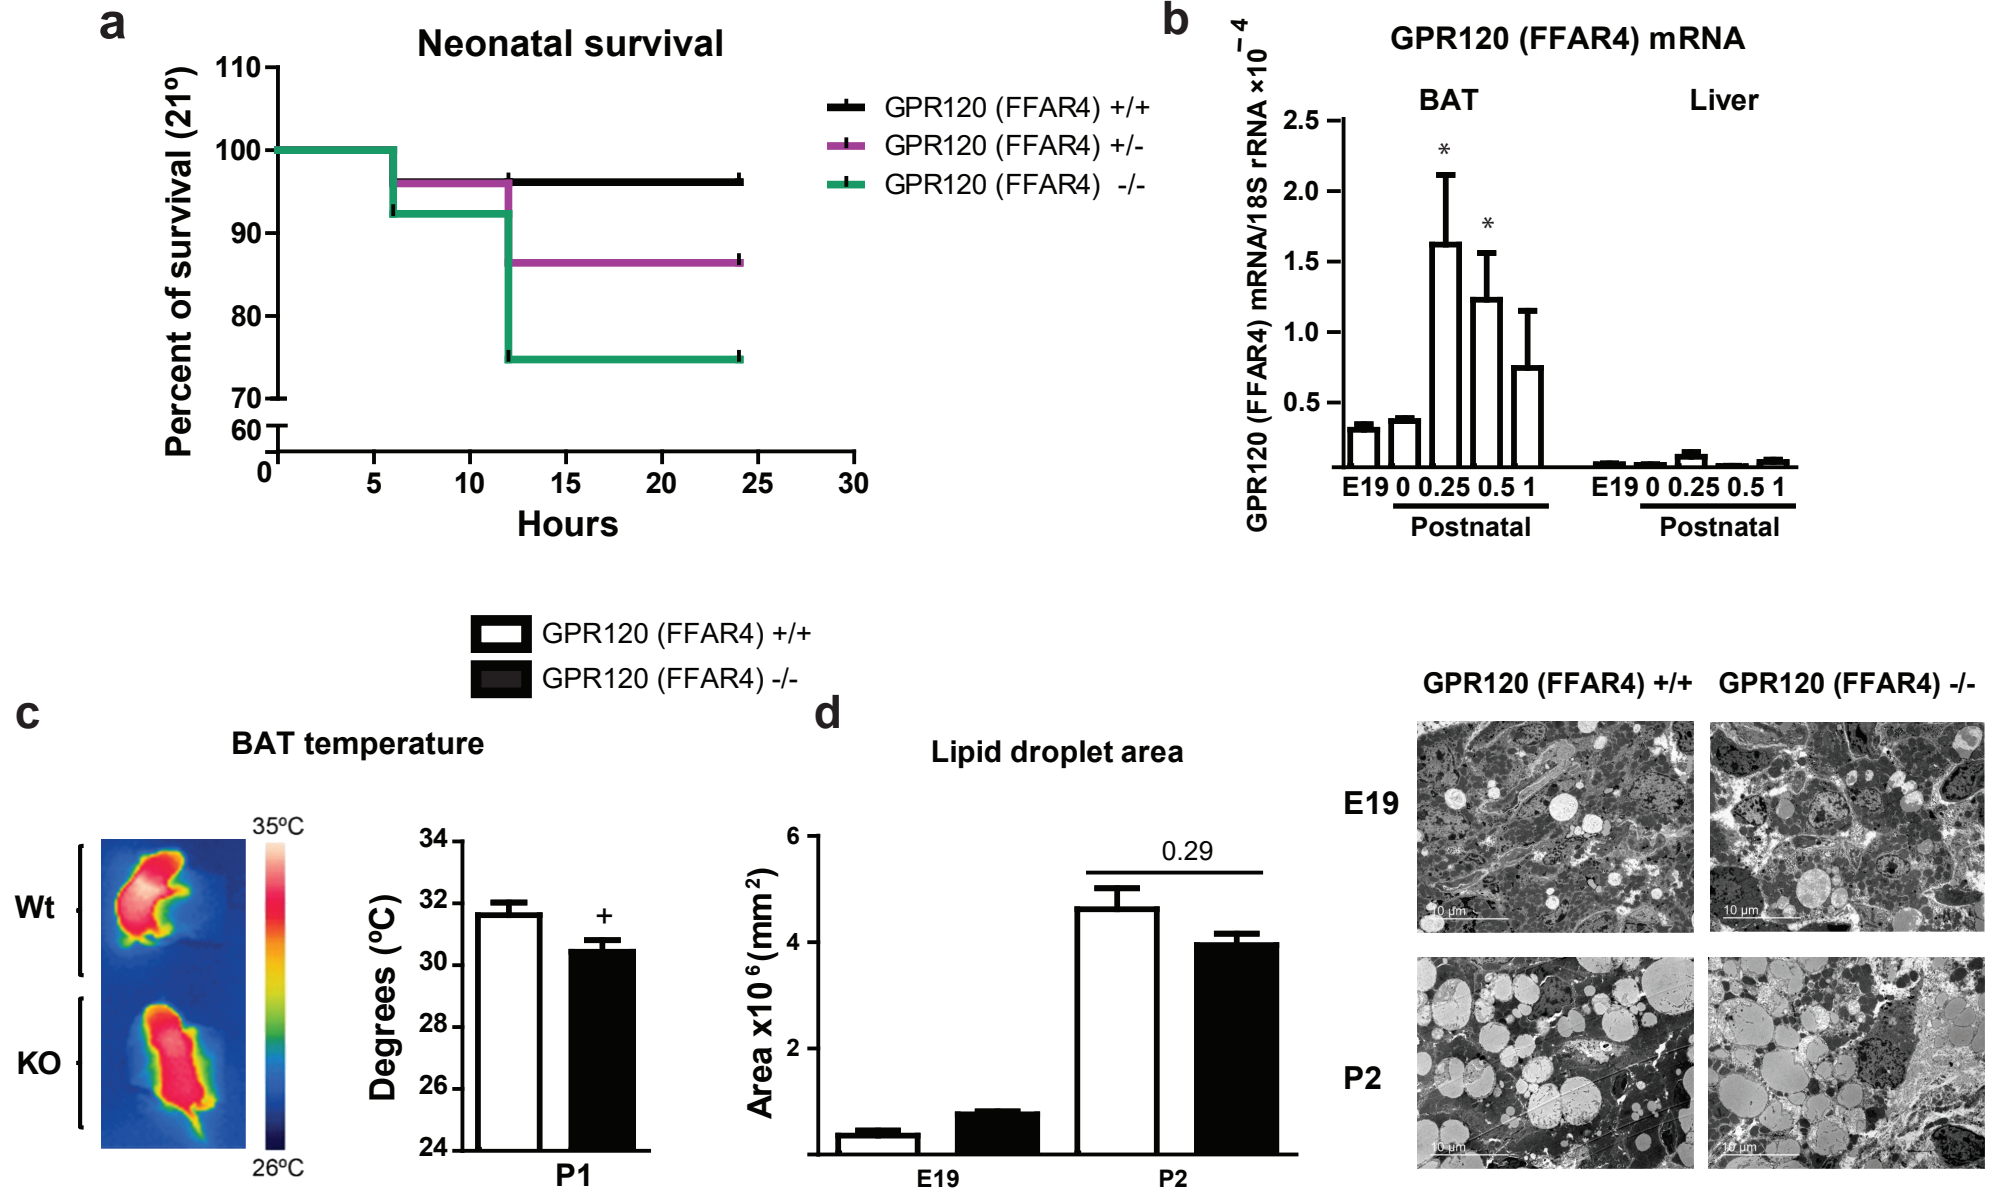 a
Neonatal survival
Percent of survival (21º)
110
100
90
80
70
60
0
5
10
15
20
25
30
Hours
GPR120 (FFAR4) +/+
GPR120 (FFAR4) +/-
GPR120 (FFAR4) -/-
b
GPR120 (FFAR4) mRNA
BAT
Liver
GPR120 (FFAR4) mRNA/18S rRNA ×10⁻⁴
2.5
2.0
1.5
1.0
0.5
*
*
E19 0 0.25 0.5 1
Postnatal
E19 0 0.25 0.5 1
Postnatal
GPR120 (FFAR4) +/+
GPR120 (FFAR4) -/-
c
BAT temperature
Wt
KO
35ºC
26ºC
Degrees (ºC)
34
32
30
28
26
24
+
P1
d
Lipid droplet area
Area x10⁶(mm²)
6
4
2
0.29
E19
P2
GPR120 (FFAR4) +/+
GPR120 (FFAR4) -/-
E19
10 µm
10 µm
P2
10 µm
10 µm